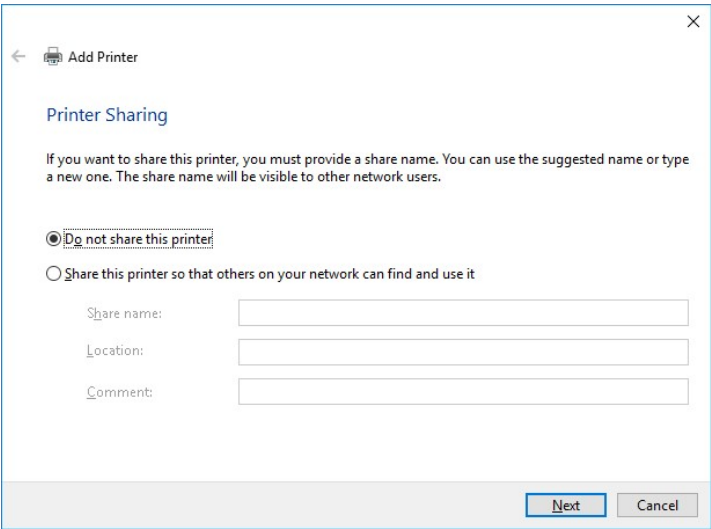 Add Printer
Printer Sharing
If you want to share this printer, you must provide a share name. You can use the suggested name or type
a new one. The share name will be visible to other network users.
Do not share this printer
Share this printer so that others on your network can find and use it
Share name:
Location:
Comment:
Next Cancel